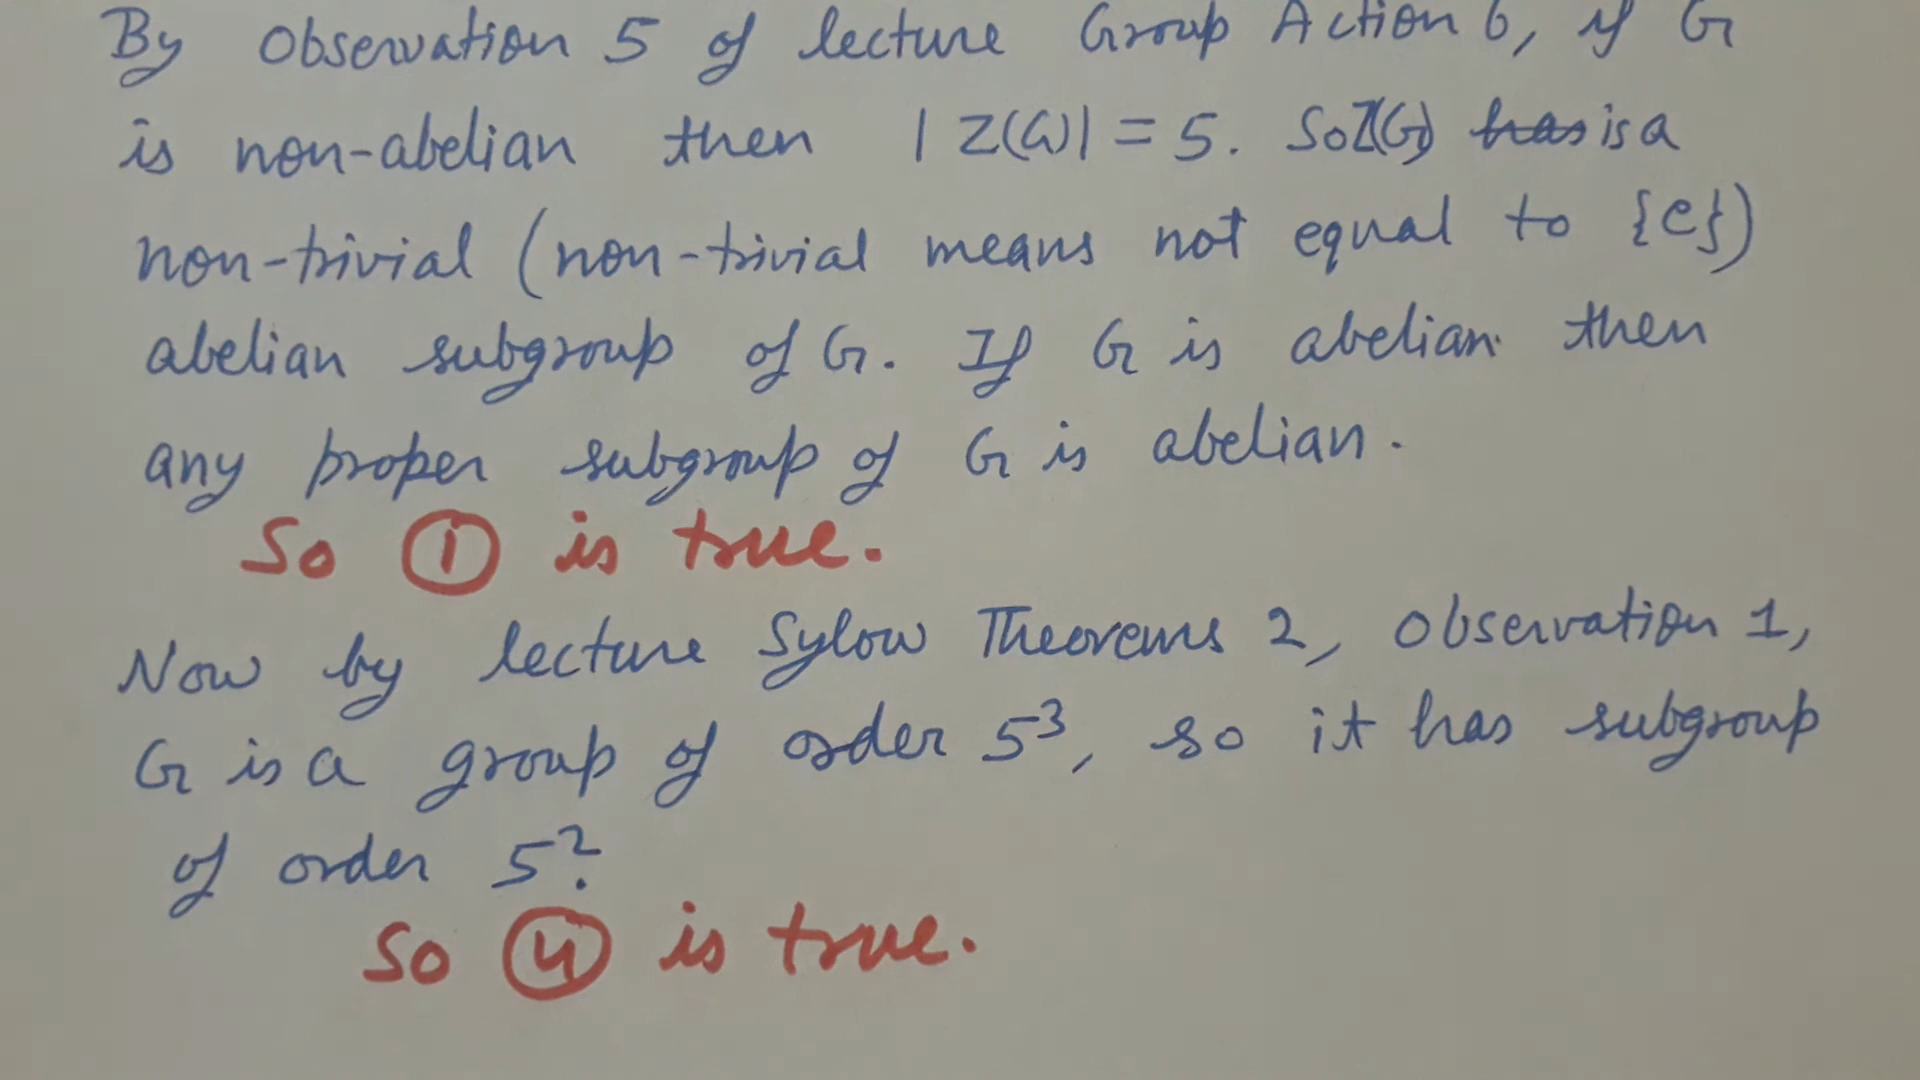 By Observation 5 of lecture Group Action 6, if G
is non-abelian then |Z(G)| = 5. So Z(G) has is a
non-trivial (non-trivial means not equal to {e})
abelian subgroup of G. If G is abelian then
any proper subgroup of G is abelian.
So ① is true.
Now by lecture Sylow Theorems 2, Observation 1,
G is a group of order 5³, so it has subgroup
of order 5².
So ④ is true.